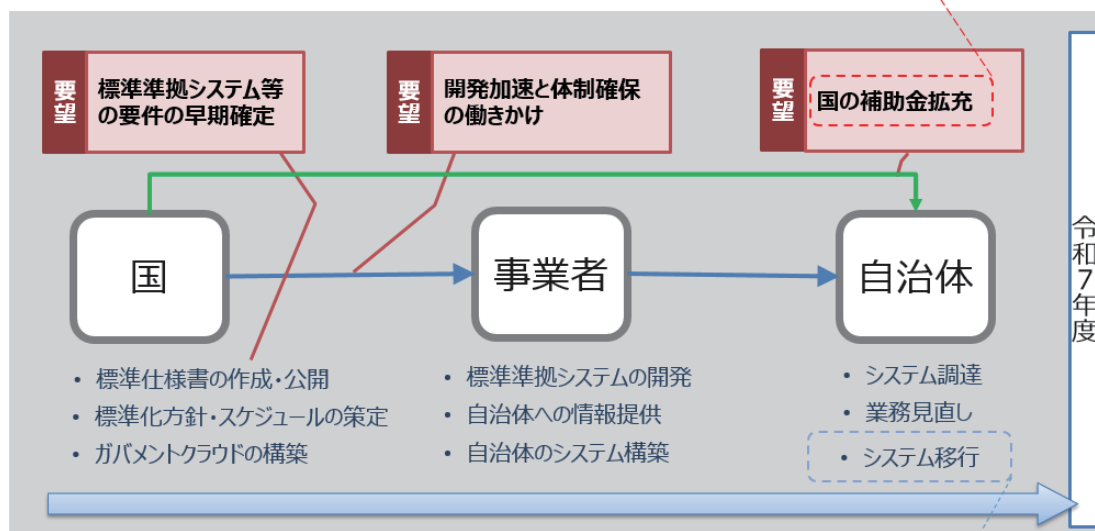 要望
標準準拠システム等
の要件の早期確定
要望
開発加速と体制確保
の働きかけ
要望
国の補助金拡充
国
事業者
自治体
• 標準仕様書の作成・公開
• 標準化方針・スケジュールの策定
• ガバメントクラウドの構築
• 標準準拠システムの開発
• 自治体への情報提供
• 自治体のシステム構築
• システム調達
• 業務見直し
• システム移行
令和7年度